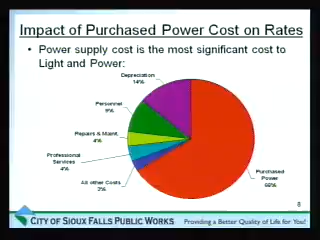 Impact of Purchased Power Cost on Rates
• Power supply cost is the most significant cost to
Light and Power:
Depreciation
14%
Personnel
9%
Repairs & Maint.
4%
Professional
Services
4%
All other Costs
3%
Purchased
Power
66%
8
CITY OF SIOUX FALLS PUBLIC WORKS
Providing a Better Quality of Life for You!